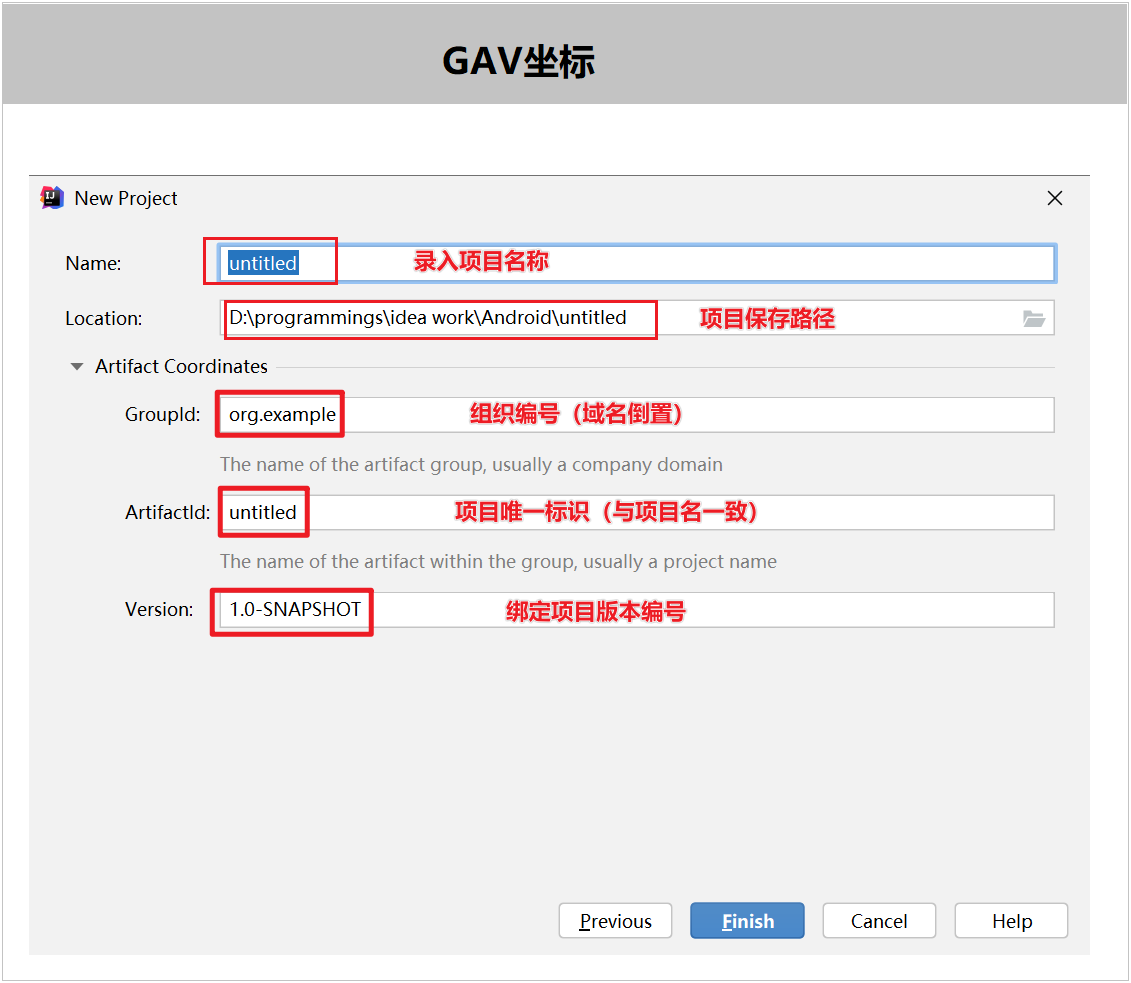 GAV坐标
New Project
Name: untitled 录入项目名称
Location: D:\programmings\idea work\Android\untitled 项目保存路径
Artifact Coordinates
GroupId: org.example 组织编号（域名倒置）
The name of the artifact group, usually a company domain
ArtifactId: untitled 项目唯一标识（与项目名一致）
The name of the artifact within the group, usually a project name
Version: 1.0-SNAPSHOT 绑定项目版本编号
Previous Finish Cancel Help